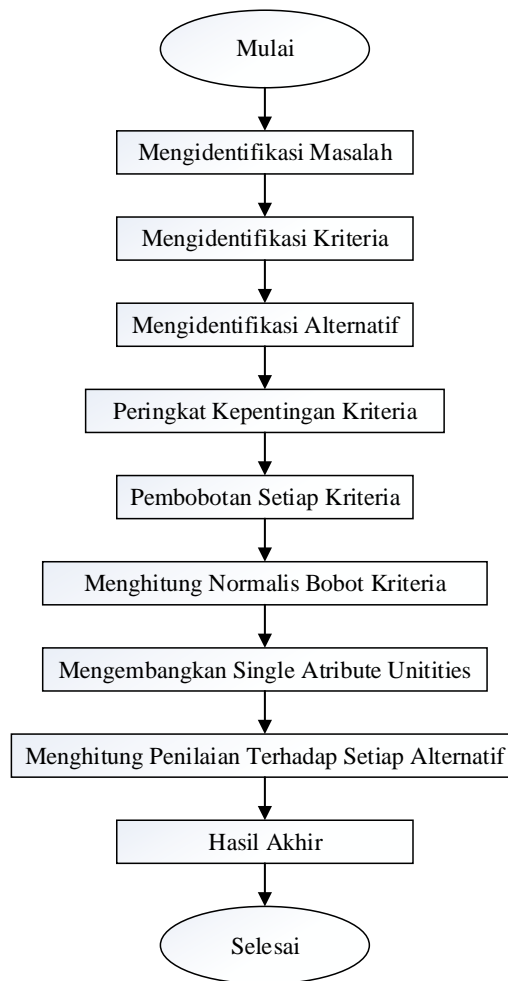 Mulai
Mengidentifikasi Masalah
Mengidentifikasi Kriteria
Mengidentifikasi Alternatif
Peringkat Kepentingan Kriteria
Pembobotan Setiap Kriteria
Menghitung Normalis Bobot Kriteria
Mengembangkan Single Atribute Unitities
Menghitung Penilaian Terhadap Setiap Alternatif
Hasil Akhir
Selesai